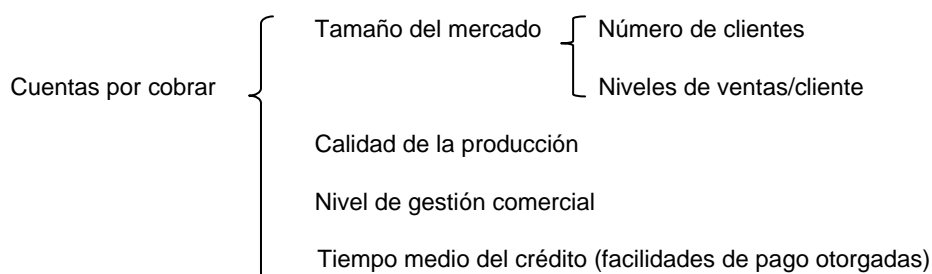 Tamaño del mercado Número de clientes
Cuentas por cobrar Niveles de ventas/cliente
Calidad de la producción
Nivel de gestión comercial
Tiempo medio del crédito (facilidades de pago otorgadas)